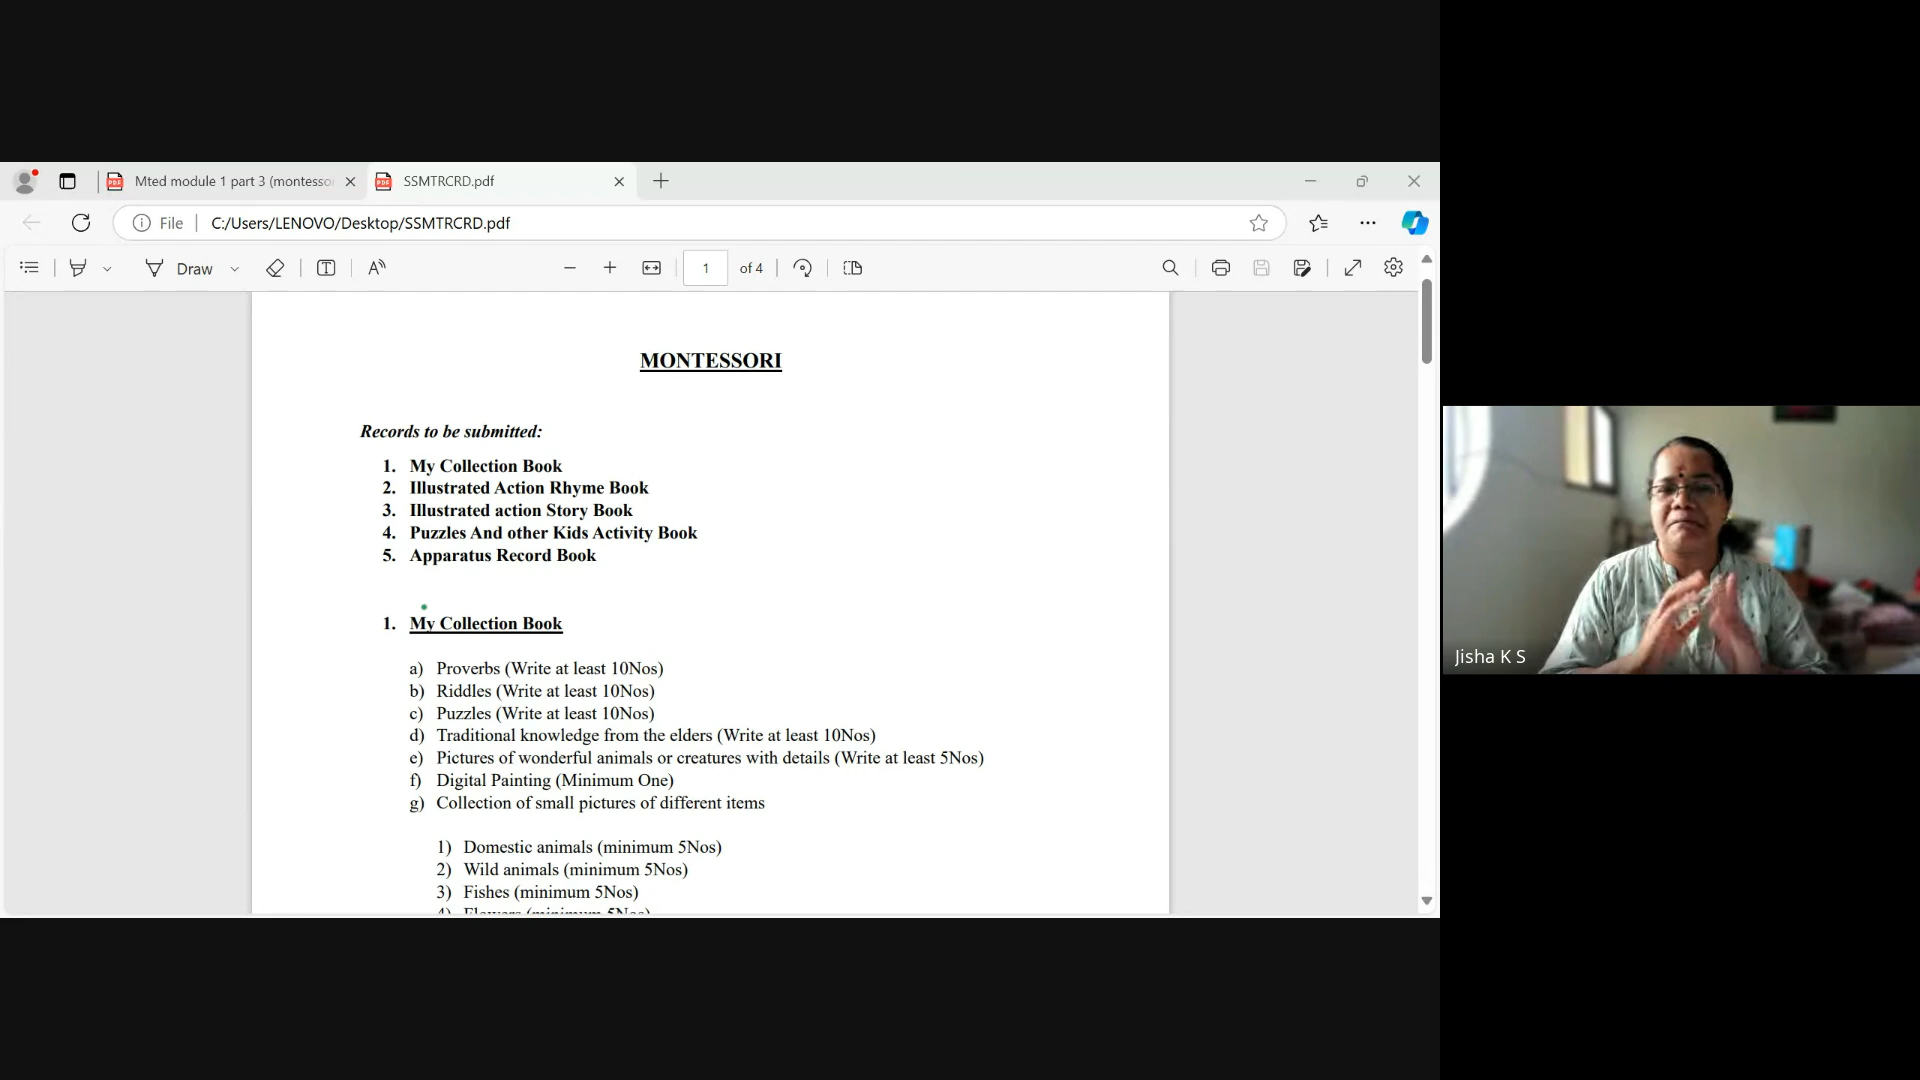 Mted module 1 part 3 (montesso
SSMTRCRD.pdf
File
C:/Users/LENOVO/Desktop/SSMTRCRD.pdf
Draw
1
of 4
MONTESSORI
Records to be submitted:
1. My Collection Book
2. Illustrated Action Rhyme Book
3. Illustrated action Story Book
4. Puzzles And other Kids Activity Book
5. Apparatus Record Book
1. My Collection Book
a) Proverbs (Write at least 10Nos)
b) Riddles (Write at least 10Nos)
c) Puzzles (Write at least 10Nos)
d) Traditional knowledge from the elders (Write at least 10Nos)
e) Pictures of wonderful animals or creatures with details (Write at least 5Nos)
f) Digital Painting (Minimum One)
g) Collection of small pictures of different items
1) Domestic animals (minimum 5Nos)
2) Wild animals (minimum 5Nos)
3) Fishes (minimum 5Nos)
4) Flowers (minimum 5Nos)
Jisha K S